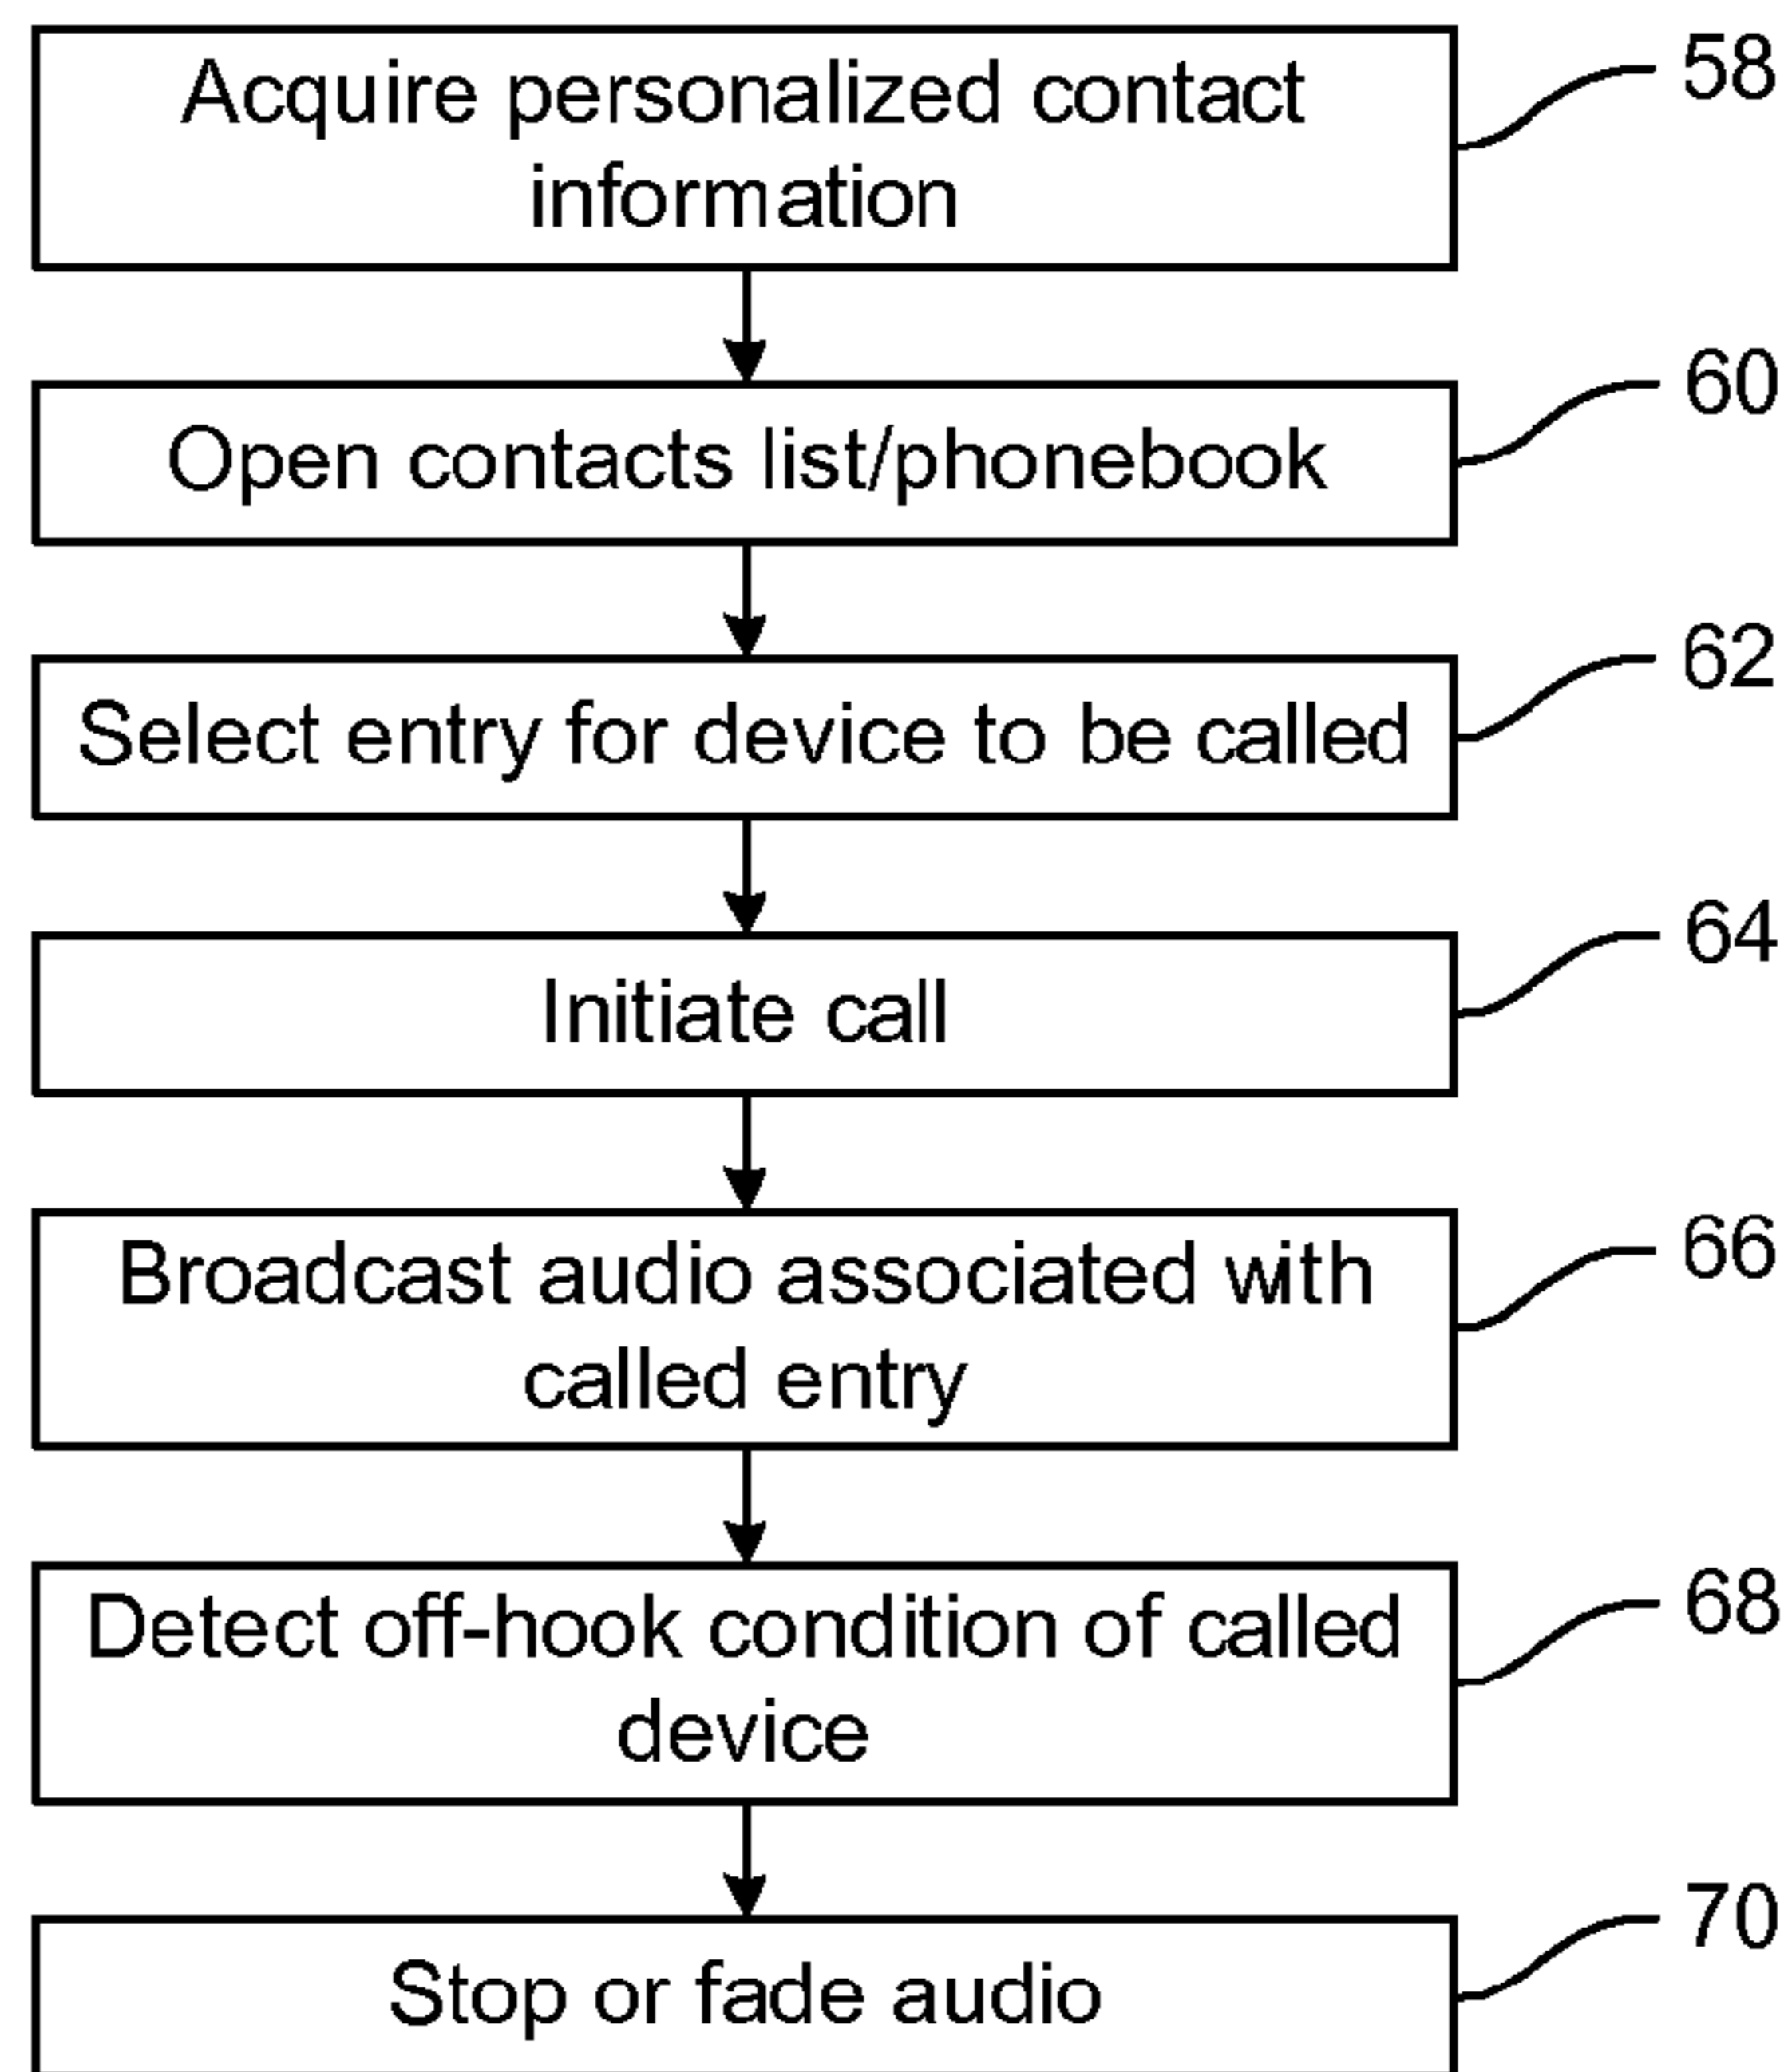 Acquire personalized contact
information
58
Open contacts list/phonebook
60
Select entry for device to be called
62
Initiate call
64
Broadcast audio associated with
called entry
66
Detect off-hook condition of called
device
68
Stop or fade audio
70